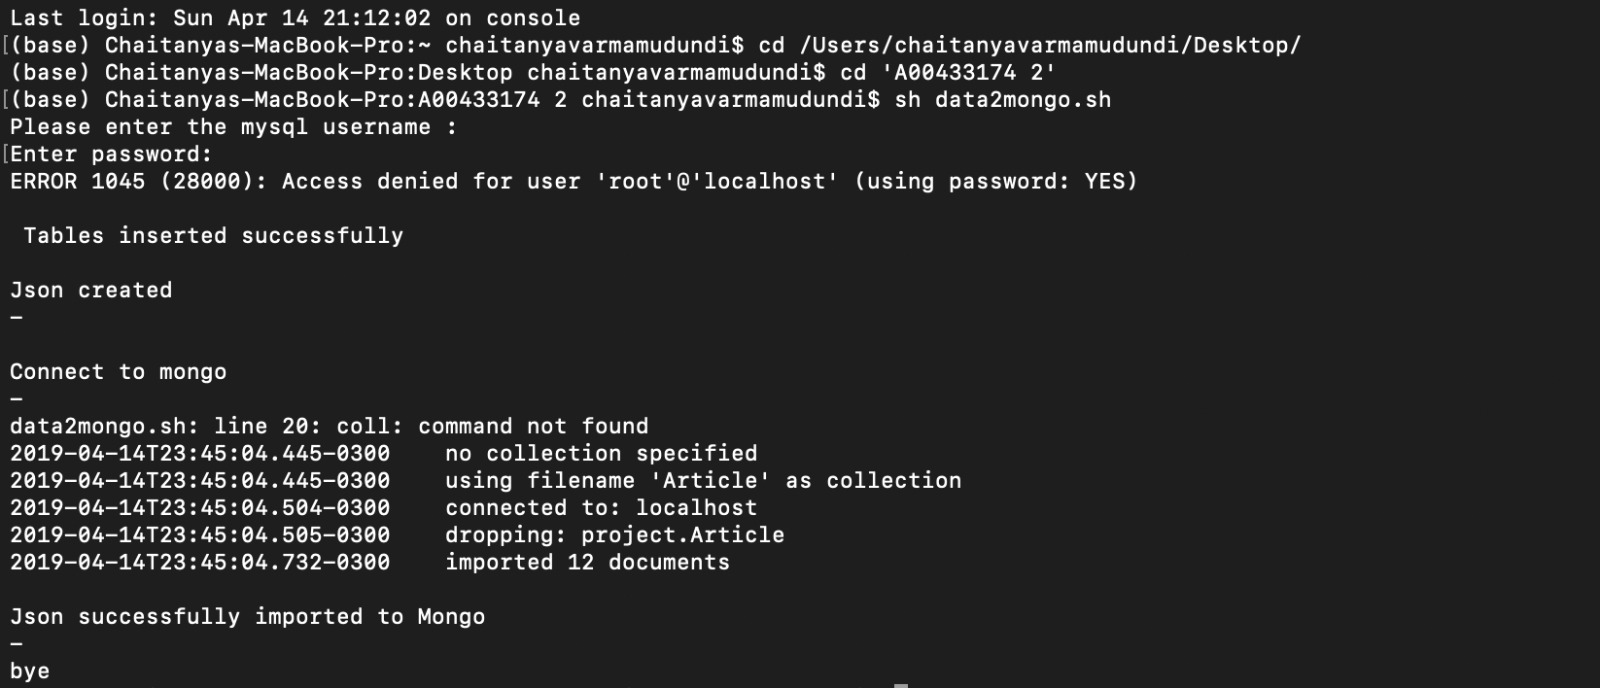 Last login: Sun Apr 14 21:12:02 on console
[(base) Chaitanyas-MacBook-Pro:~ chaitanyavarmamudundi$ cd /Users/chaitanyavarmamudundi/Desktop/
(base) Chaitanyas-MacBook-Pro:Desktop chaitanyavarmamudundi$ cd 'A00433174 2'
[(base) Chaitanyas-MacBook-Pro:A00433174 2 chaitanyavarmamudundi$ sh data2mongo.sh
Please enter the mysql username :
[Enter password:
ERROR 1045 (28000): Access denied for user 'root'@'localhost' (using password: YES)
Tables inserted successfully
Json created
–
Connect to mongo
–
data2mongo.sh: line 20: coll: command not found
2019-04-14T23:45:04.445-0300    no collection specified
2019-04-14T23:45:04.445-0300    using filename 'Article' as collection
2019-04-14T23:45:04.504-0300    connected to: localhost
2019-04-14T23:45:04.505-0300    dropping: project.Article
2019-04-14T23:45:04.732-0300    imported 12 documents
Json successfully imported to Mongo
–
bye